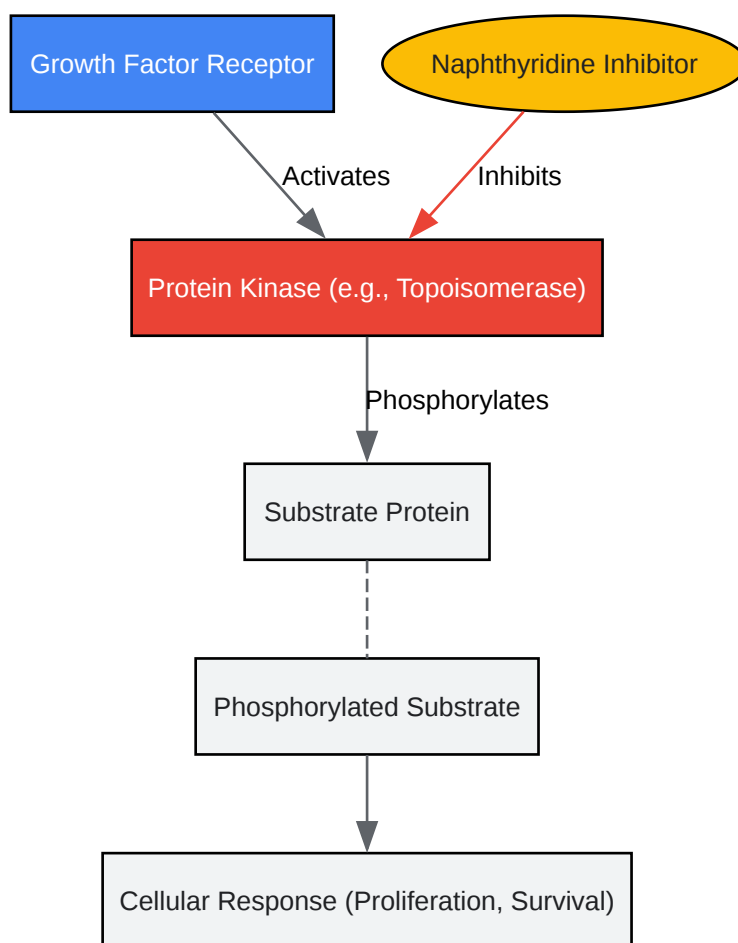 Growth Factor Receptor
Naphthyridine Inhibitor
Activates
Inhibits
Protein Kinase (e.g., Topoisomerase)
Phosphorylates
Substrate Protein
Phosphorylated Substrate
Cellular Response (Proliferation, Survival)